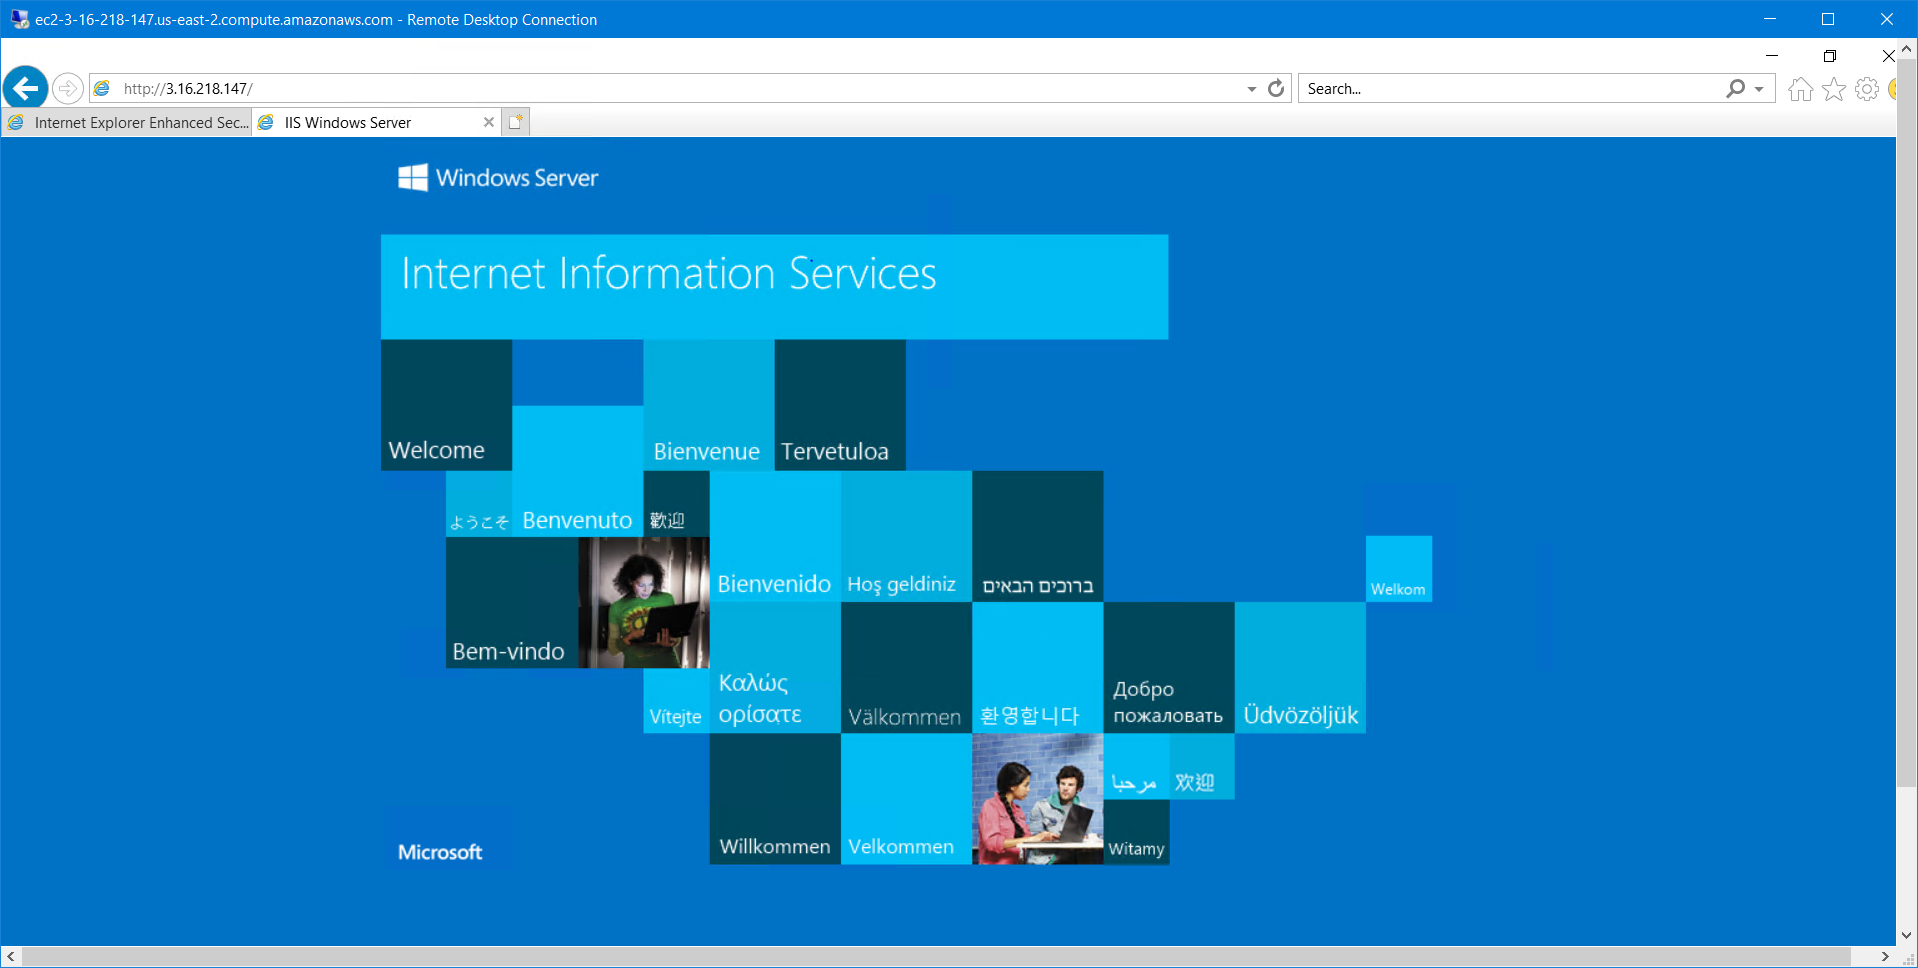 ec2-3-16-218-147.us-east-2.compute.amazonaws.com - Remote Desktop Connection
http://3.16.218.147/
Search...
Internet Explorer Enhanced Sec...
IIS Windows Server
Windows Server
Internet Information Services
Welcome
Bienvenue
Tervetuloa
ようこそ
Benvenuto
歡迎
Bienvenido
Hoş geldiniz
ברוכים הבאים
Welkom
Bem-vindo
Vítejte
Καλώς
ορίσατε
Välkommen
환영합니다
Добро
пожаловать
Üdvözöljük
مرحبا
欢迎
Microsoft
Willkommen
Velkommen
Witamy